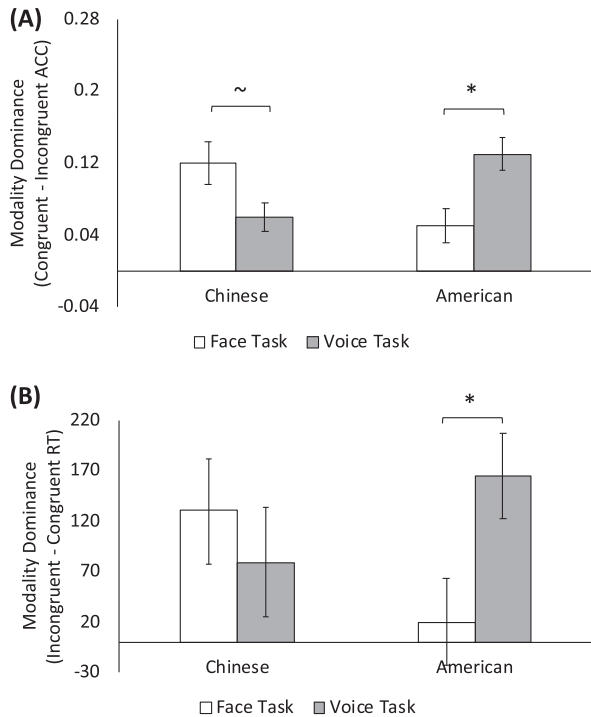 (A)
Modality Dominance
(Congruent - Incongruent ACC)
0.28
0.2
0.12
0.04
-0.04
~
*
Chinese
American
Face Task
Voice Task
(B)
Modality Dominance
(Incongruent - Congruent RT)
220
170
120
70
20
-30
*
Chinese
American
Face Task
Voice Task